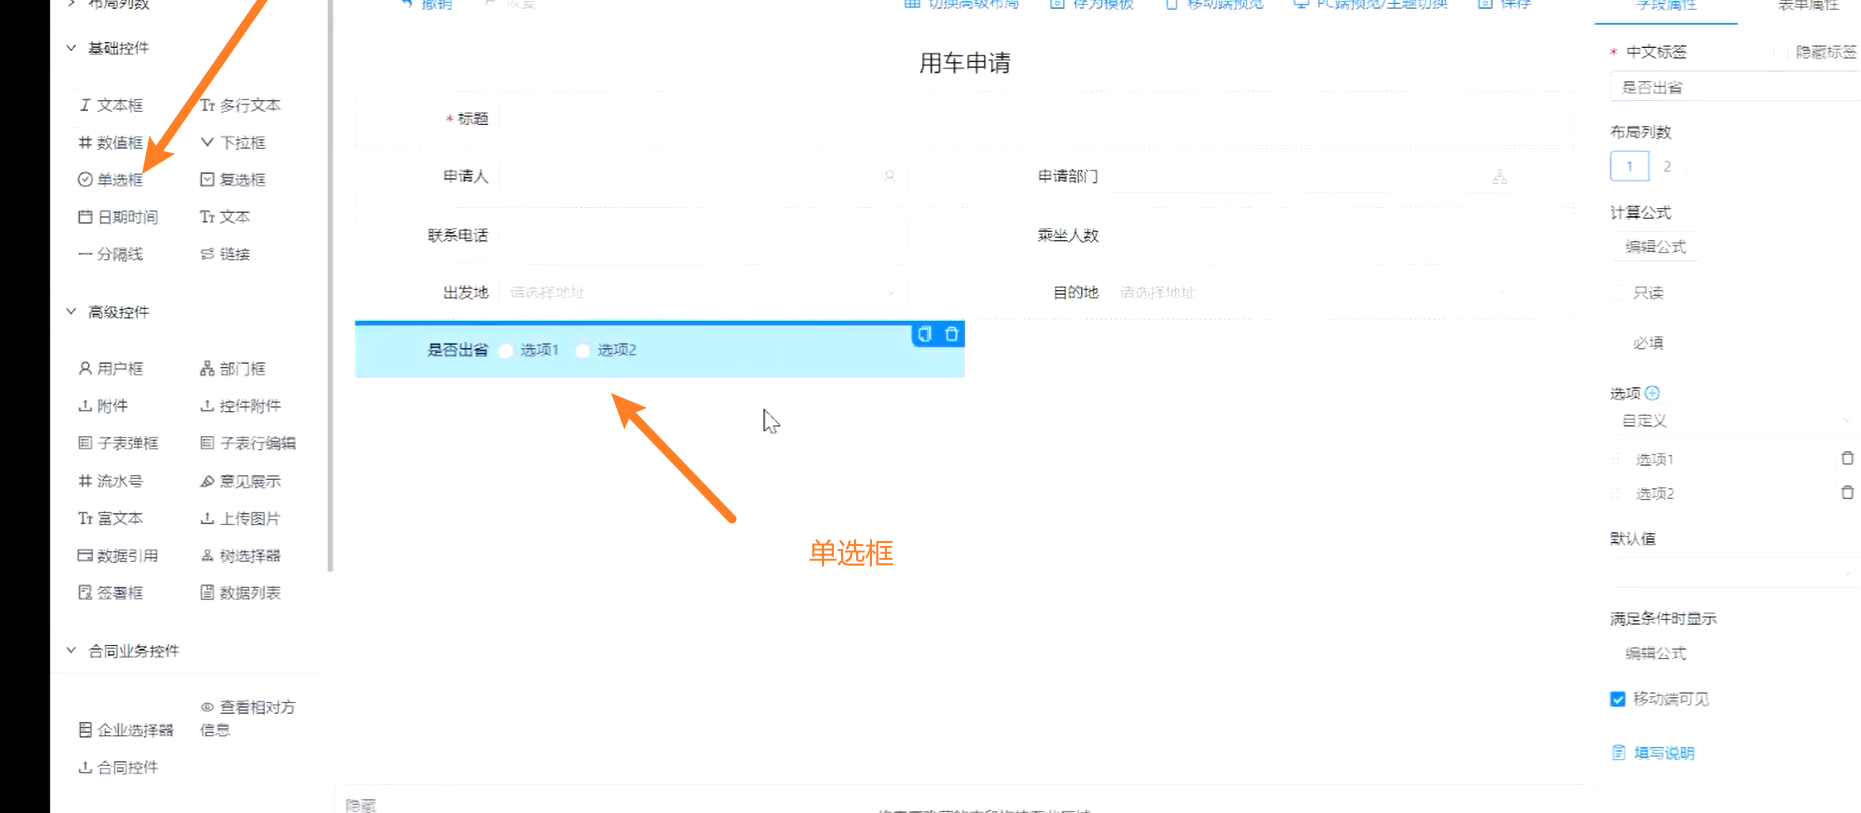 布局列数
基础控件
文本框
多行文本
数值框
下拉框
单选框
复选框
日期时间
文本
分隔线
链接
高级控件
用户框
部门框
附件
控件附件
子表弹框
子表行编辑
流水号
意见展示
富文本
上传图片
数据引用
树选择器
签署框
数据列表
合同业务控件
企业选择器
查看相对方
信息
合同控件
撤销
恢复
切换高级布局
存为模板
移动端预览
PC端预览/主题切换
保存
用车申请
* 标题
申请人
申请部门
联系电话
乘坐人数
出发地 请选择地址
目的地 请选择地址
是否出省 选项1 选项2
单选框
隐藏
字段属性
表单属性
* 中文标签
隐藏标签
是否出省
布局列数
1 2
计算公式
编辑公式
只读
必填
选项
自定义
选项1
选项2
默认值
满足条件时显示
编辑公式
移动端可见
填写说明